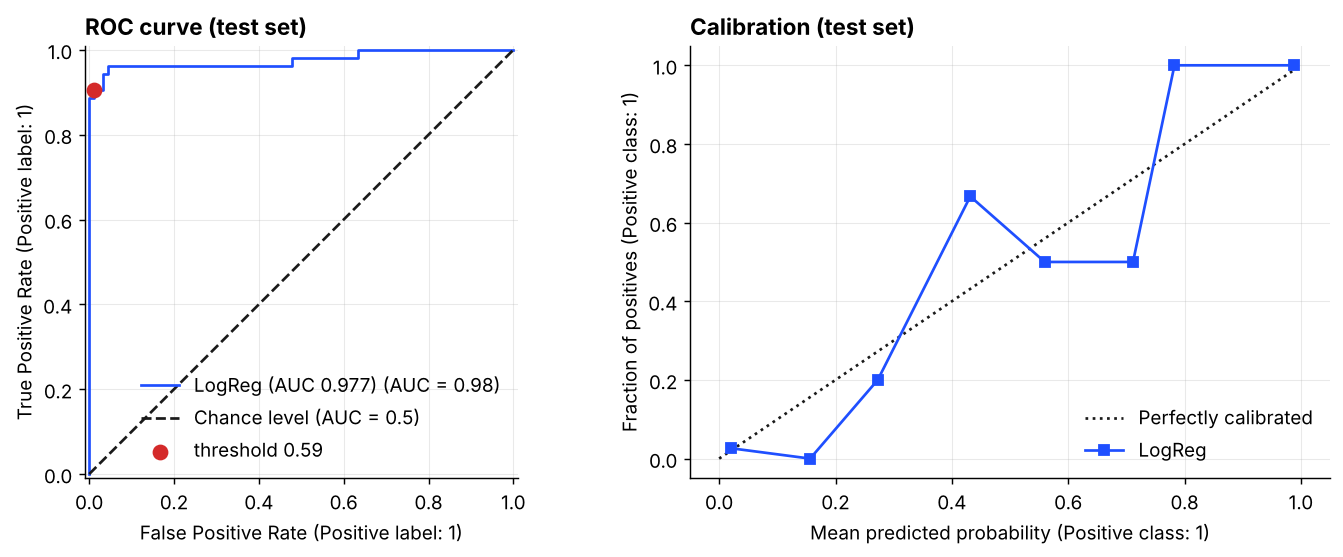 ROC curve (test set)
True Positive Rate (Positive label: 1)
1.0
0.8
0.6
0.4
0.2
0.0
LogReg (AUC 0.977) (AUC = 0.98)
Chance level (AUC = 0.5)
threshold 0.59
0.0 0.2 0.4 0.6 0.8 1.0
False Positive Rate (Positive label: 1)
Calibration (test set)
Fraction of positives (Positive class: 1)
1.0
0.8
0.6
0.4
0.2
0.0
Perfectly calibrated
LogReg
0.0 0.2 0.4 0.6 0.8 1.0
Mean predicted probability (Positive class: 1)